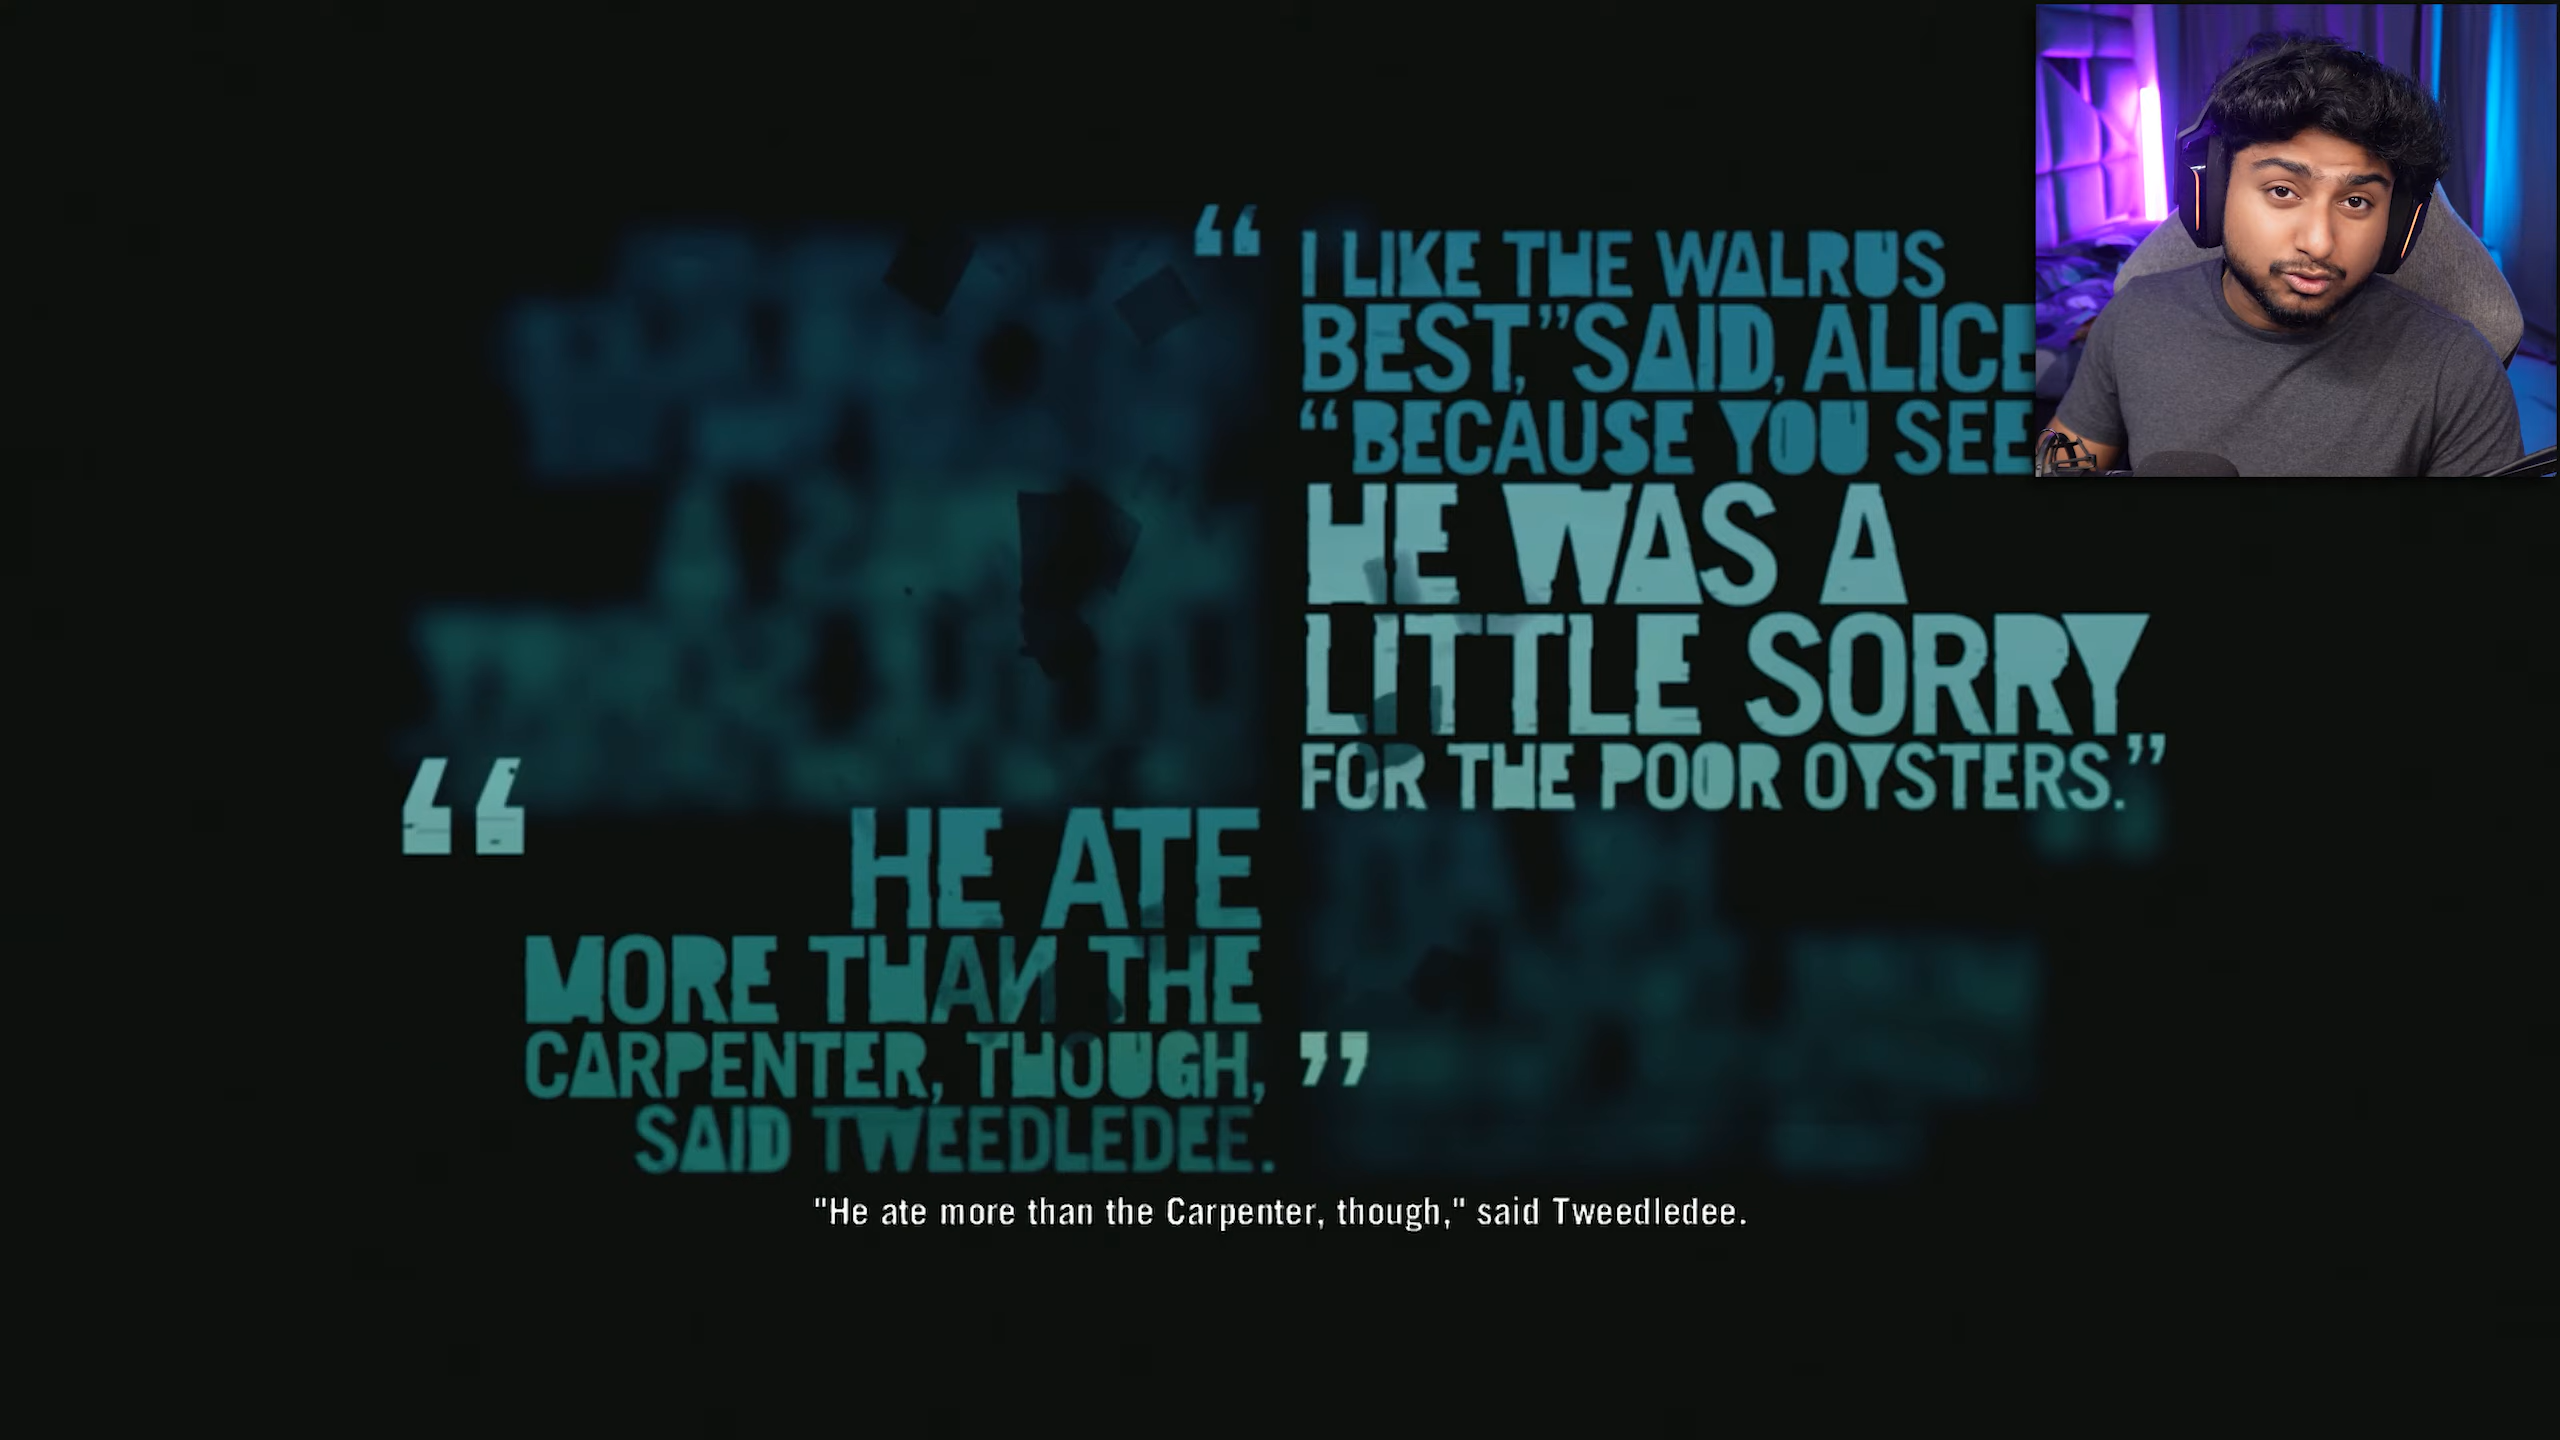 “ I LIKE THE WALRUS
BEST,” SAID, ALICE
“BECAUSE YOU SEE
HE WAS A
LITTLE SORRY
FOR THE POOR OYSTERS.”
“ HE ATE
MORE THAN THE
CARPENTER, THOUGH, ”
SAID TWEEDLEDEE.
"He ate more than the Carpenter, though," said Tweedledee.